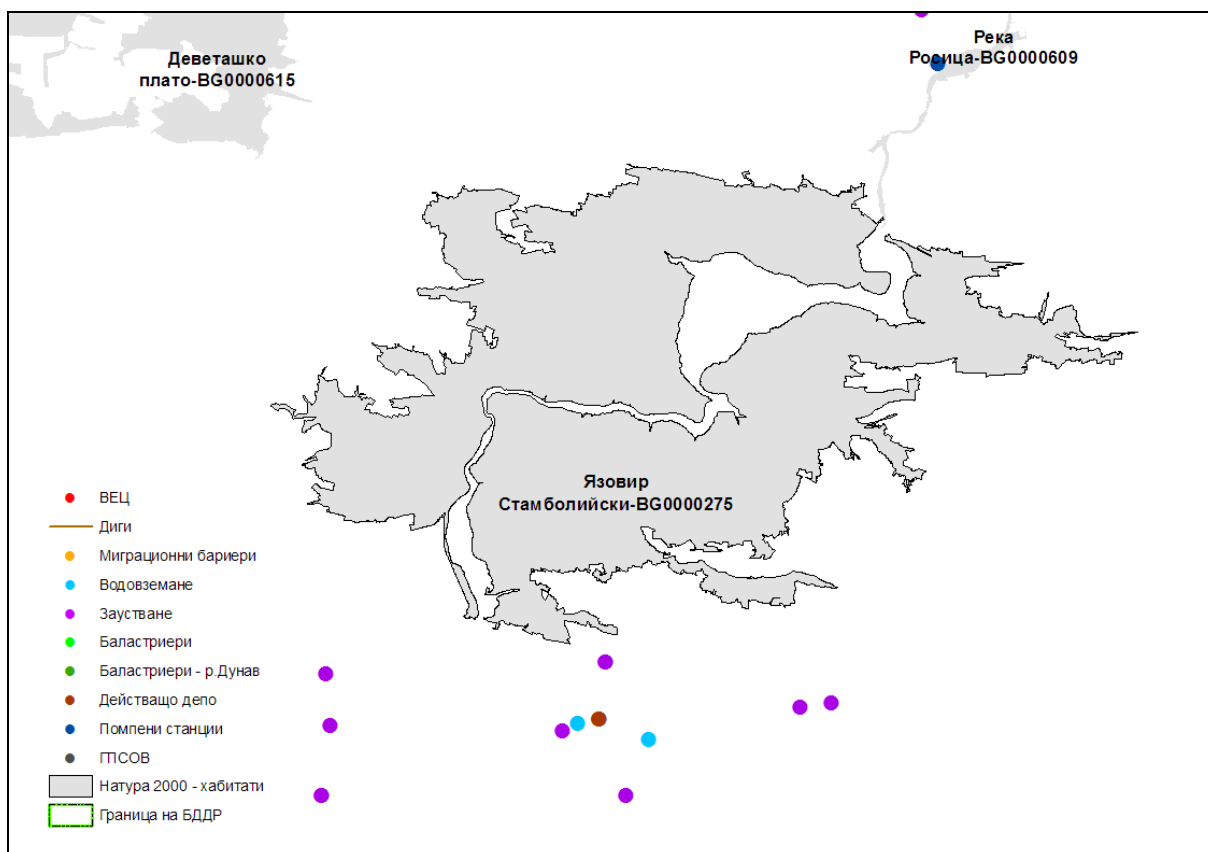 Деветашко
плато-BG0000615
Река
Росица-BG0000609
Язовир
Стамболийски-BG0000275
ВЕЦ
Диги
Миграционни бариери
Водовземане
Заустване
Баластриери
Баластриери - р.Дунав
Действащо депо
Помпени станции
ГПСОВ
Натура 2000 - хабитати
Граница на БДДР